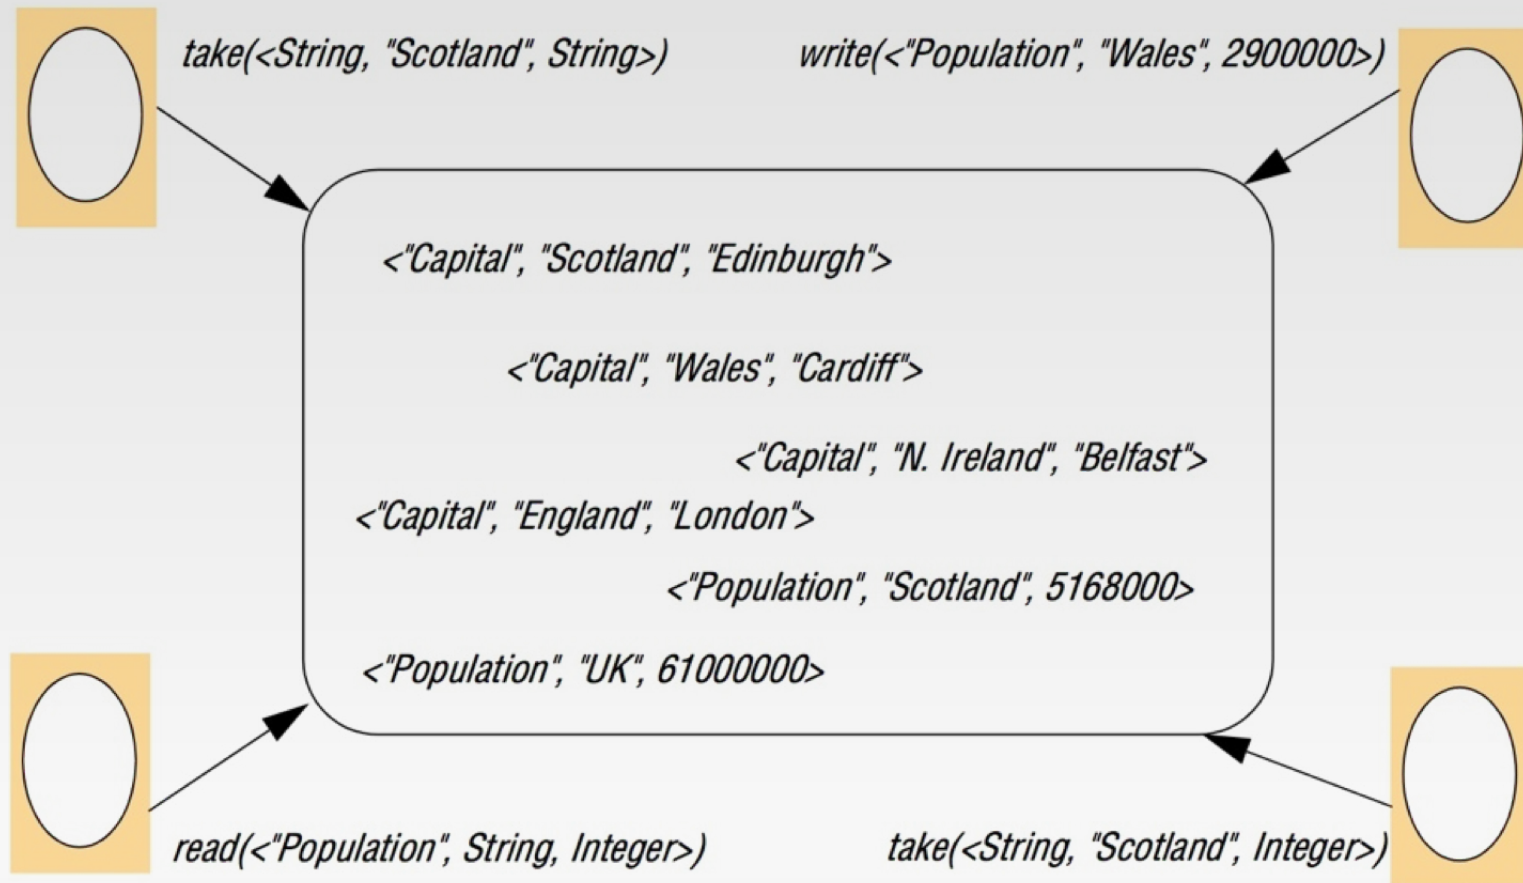 take(<String, "Scotland", String>)
write(<"Population", "Wales", 2900000>)
<"Capital", "Scotland", "Edinburgh">
<"Capital", "Wales", "Cardiff">
<"Capital", "N. Ireland", "Belfast">
<"Capital", "England", "London">
<"Population", "Scotland", 5168000>
<"Population", "UK", 61000000>
read(<"Population", String, Integer>)
take(<String, "Scotland", Integer>)